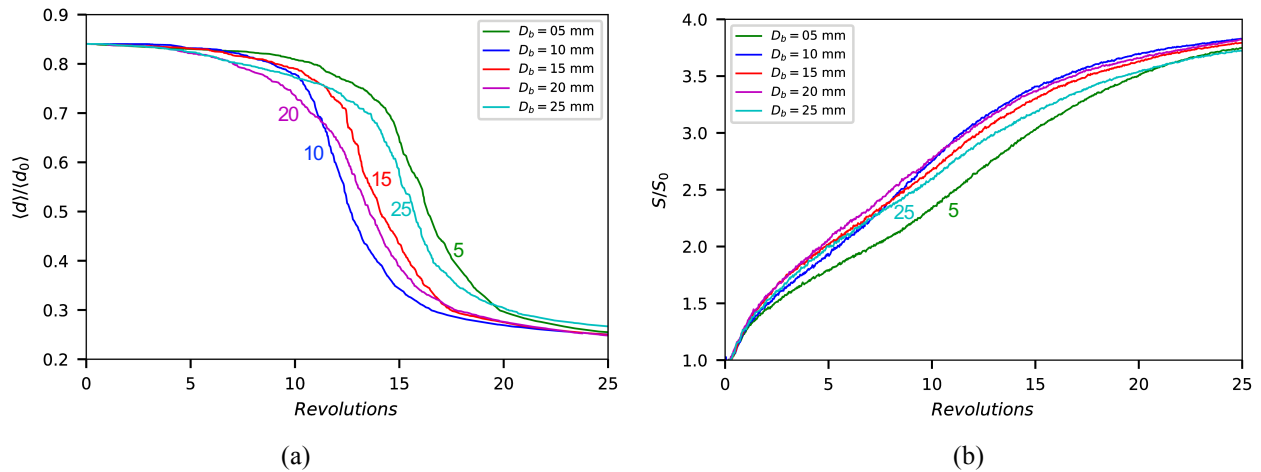 0.9
0.8
0.7
0.6
0.5
0.4
0.3
0.2
⟨d⟩/⟨d₀⟩
0 5 10 15 20 25
Revolutions
D_b = 05 mm
D_b = 10 mm
D_b = 15 mm
D_b = 20 mm
D_b = 25 mm
20
10
15
25
5
(a)
4.0
3.5
3.0
2.5
2.0
1.5
1.0
S/S₀
0 5 10 15 20 25
Revolutions
D_b = 05 mm
D_b = 10 mm
D_b = 15 mm
D_b = 20 mm
D_b = 25 mm
25
5
(b)